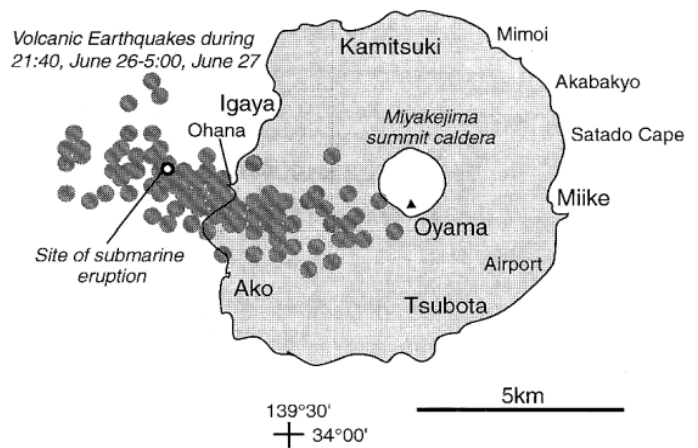 Volcanic Earthquakes during
21:40, June 26-5:00, June 27
Kamitsuki
Mimoi
Igaya
Akabakyo
Ohana
Miyakejima
summit caldera
Satado Cape
Miike
Oyama
Site of submarine
eruption
Airport
Ako
Tsubota
5km
139°30'
34°00'